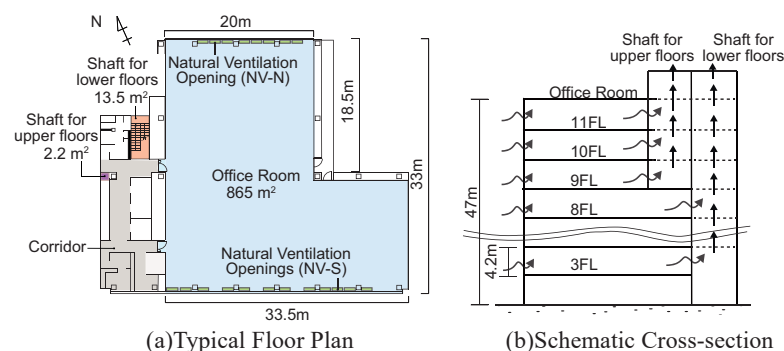 N
20m
Natural Ventilation
Opening (NV-N)
Shaft for
lower floors
13.5 m²
Shaft for
upper floors
2.2 m²
18.5m
33m
Office Room
865 m²
Corridor
Natural Ventilation
Openings (NV-S)
33.5m
(a)Typical Floor Plan
Shaft for
upper floors
Shaft for
lower floors
Office Room
11FL
10FL
9FL
8FL
3FL
47m
4.2m
(b)Schematic Cross-section